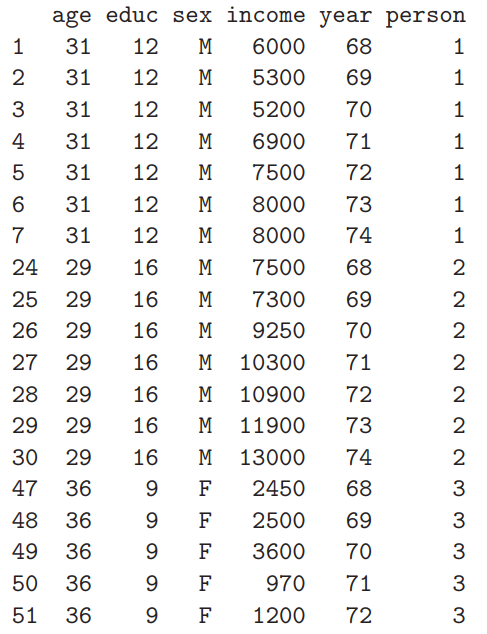 age educ sex income year person
1 31 12 M 6000 68 1
2 31 12 M 5300 69 1
3 31 12 M 5200 70 1
4 31 12 M 6900 71 1
5 31 12 M 7500 72 1
6 31 12 M 8000 73 1
7 31 12 M 8000 74 1
24 29 16 M 7500 68 2
25 29 16 M 7300 69 2
26 29 16 M 9250 70 2
27 29 16 M 10300 71 2
28 29 16 M 10900 72 2
29 29 16 M 11900 73 2
30 29 16 M 13000 74 2
47 36 9 F 2450 68 3
48 36 9 F 2500 69 3
49 36 9 F 3600 70 3
50 36 9 F 970 71 3
51 36 9 F 1200 72 3